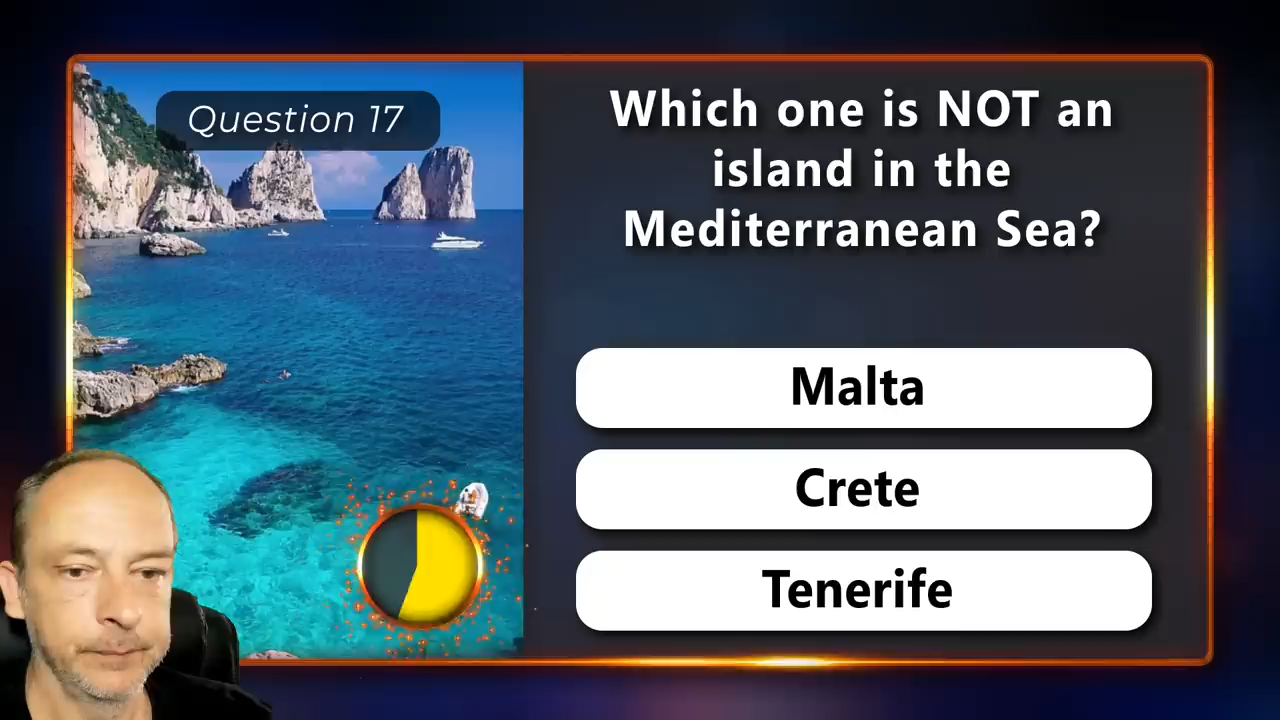 Question 17
Which one is NOT an
island in the
Mediterranean Sea?
Malta
Crete
Tenerife